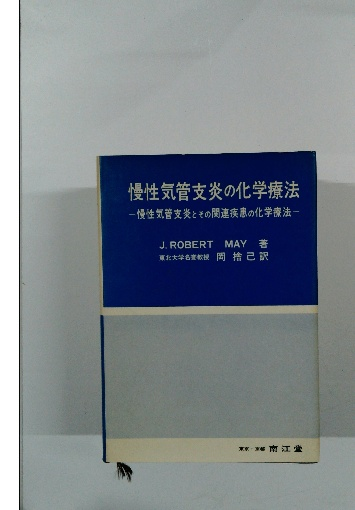 慢性気管支炎の化学療法
－慢性気管支炎とその関連疾患の化学療法－
J. ROBERT MAY 著
東北大学名誉教授 岡 捨己 訳
東京・京都 南江堂